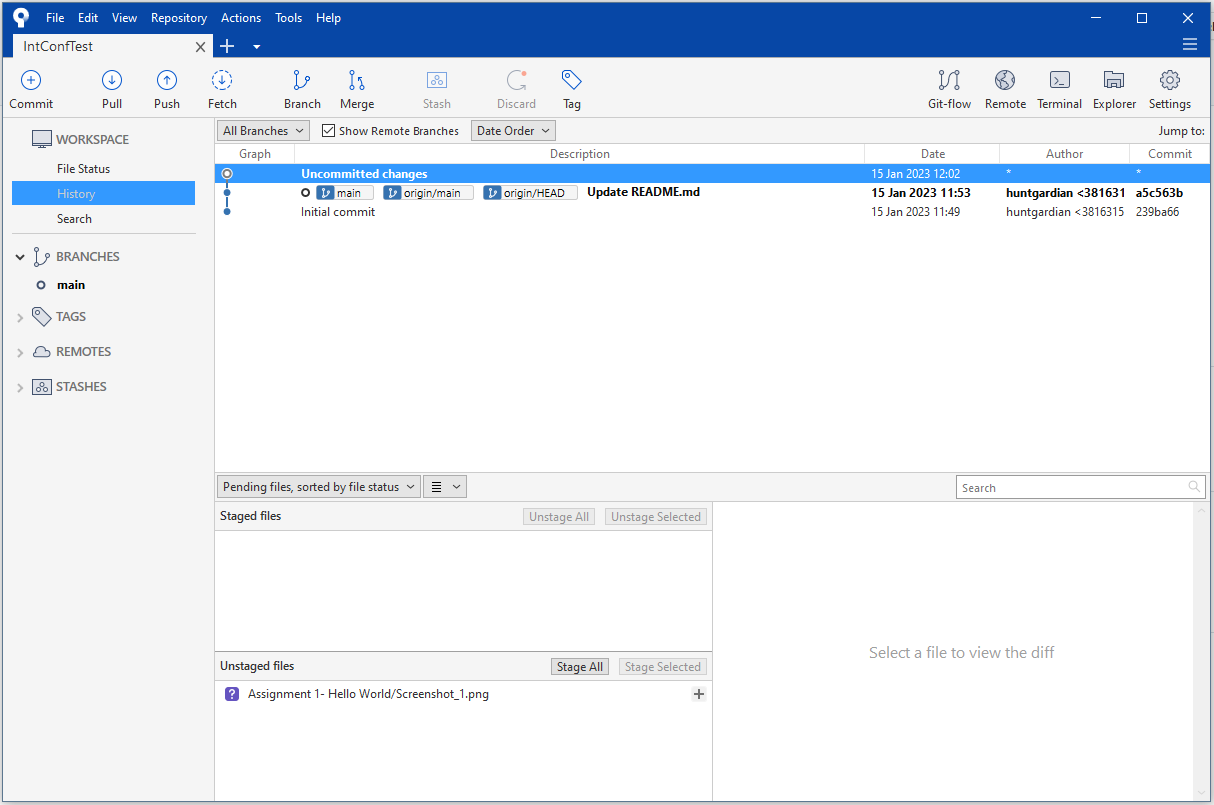 File Edit View Repository Actions Tools Help
IntConfTest
Commit Pull Push Fetch Branch Merge Stash Discard Tag Git-flow Remote Terminal Explorer Settings
WORKSPACE
File Status
History
Search
BRANCHES
main
TAGS
REMOTES
STASHES
All Branches Show Remote Branches Date Order Jump to:
Graph Description Date Author Commit
Uncommitted changes 15 Jan 2023 12:02 * *
main origin/main origin/HEAD Update README.md 15 Jan 2023 11:53 huntgardian <381631 a5c563b
Initial commit 15 Jan 2023 11:49 huntgardian <3816315 239ba66
Pending files, sorted by file status Search
Staged files Unstage All Unstage Selected
Unstaged files Stage All Stage Selected
? Assignment 1- Hello World/Screenshot_1.png
Select a file to view the diff